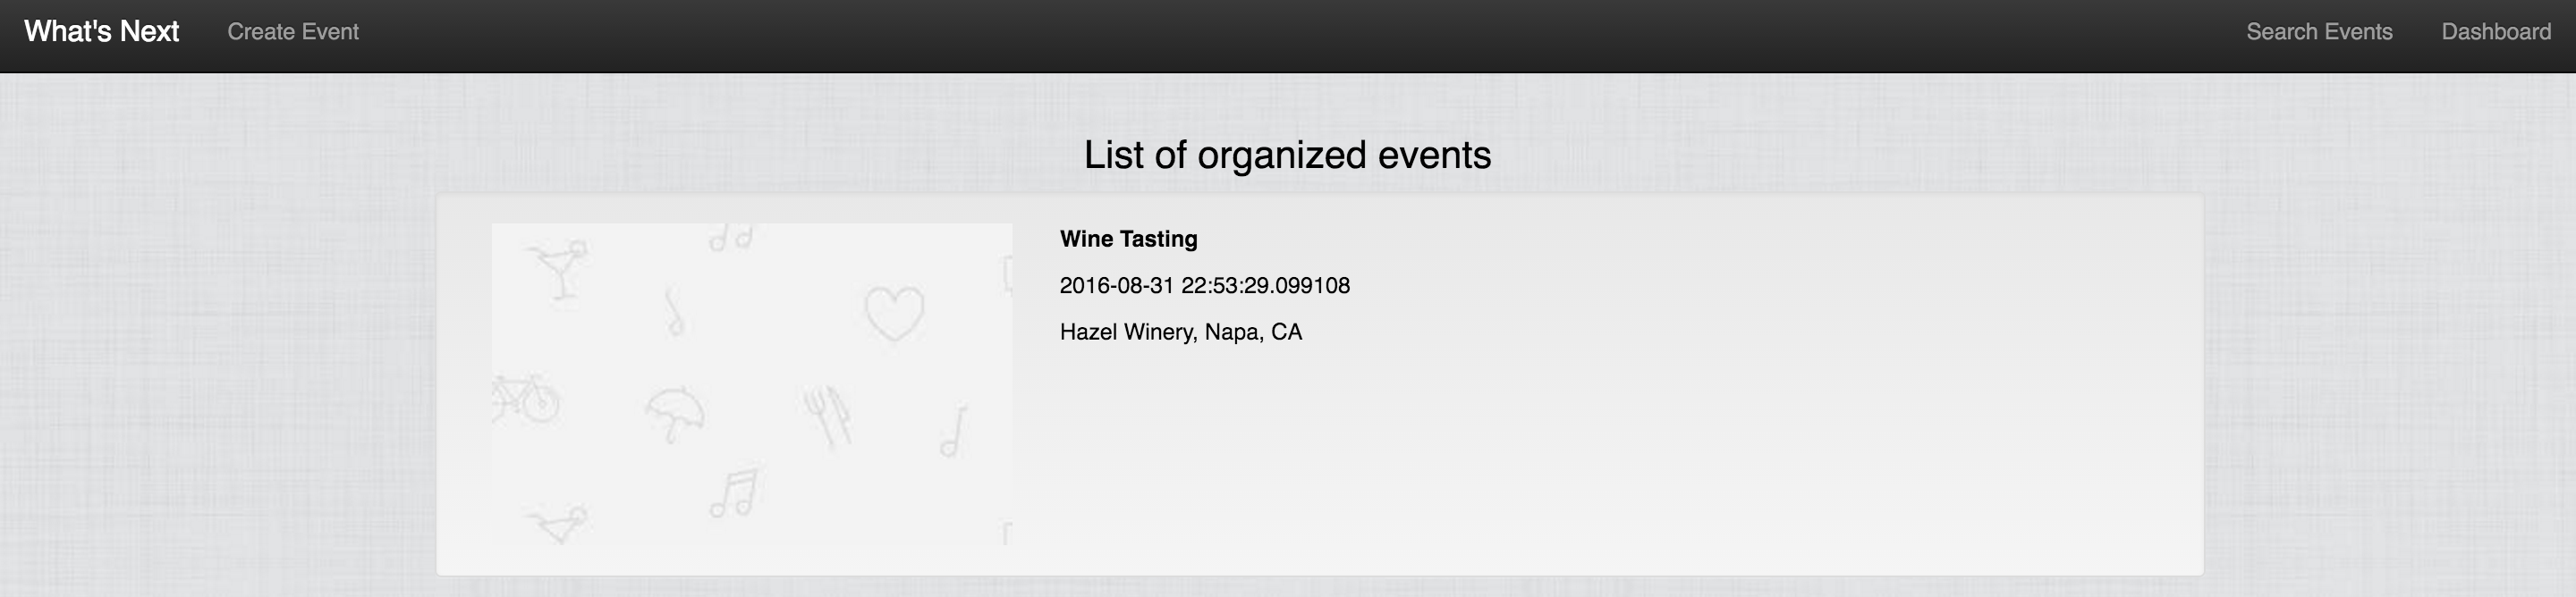 What's Next Create Event Search Events Dashboard
List of organized events
Wine Tasting
2016-08-31 22:53:29.099108
Hazel Winery, Napa, CA